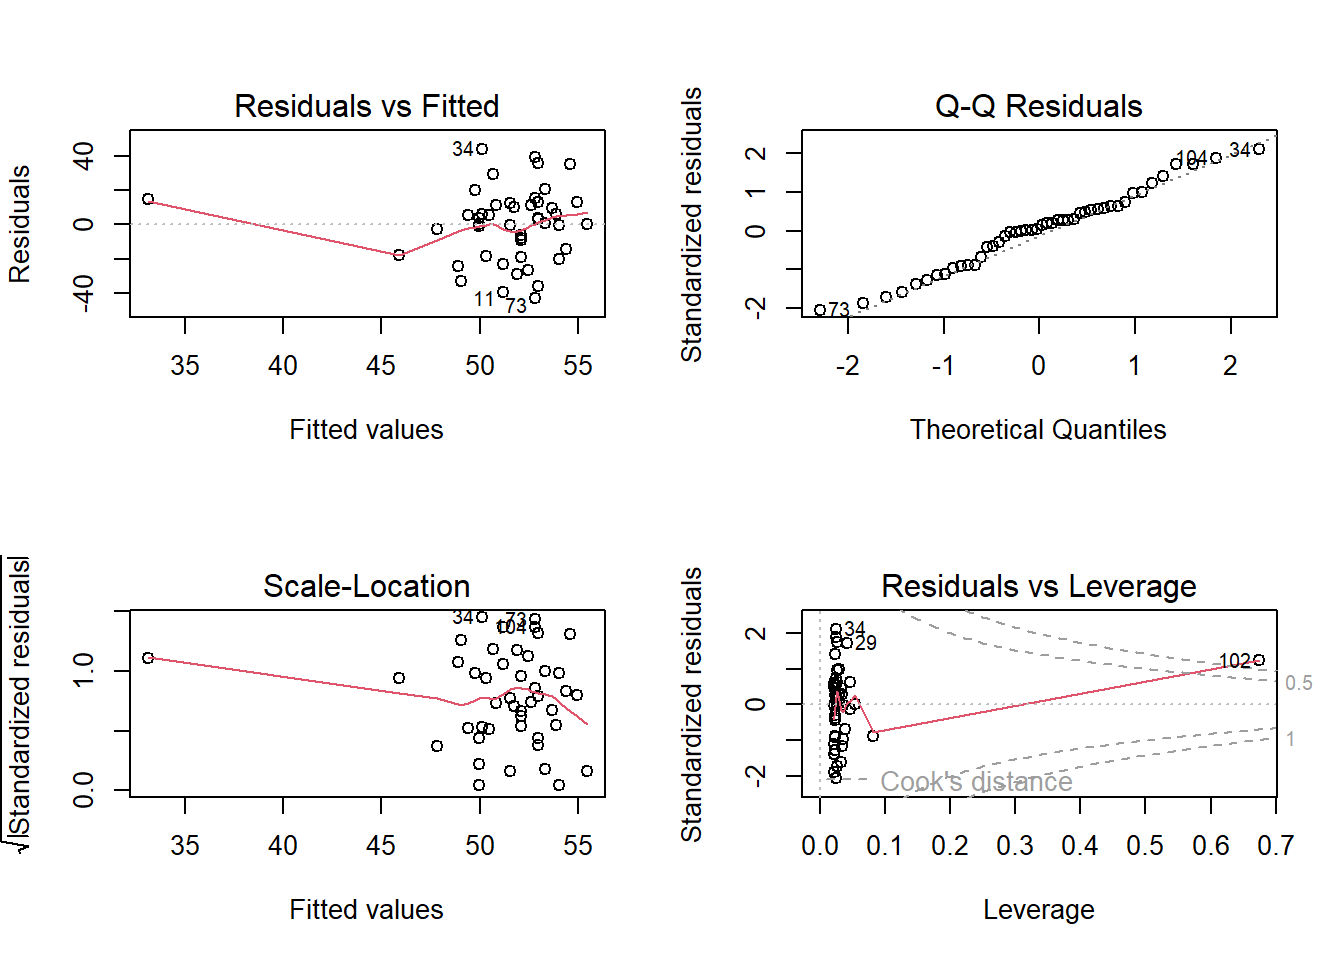 Residuals vs Fitted
Residuals
40
0
-40
34
11
73
35 40 45 50 55
Fitted values
Q-Q Residuals
Standardized residuals
2
1
0
-2
104
34
73
-2 -1 0 1 2
Theoretical Quantiles
Scale-Location
√|Standardized residuals|
1.0
0.0
34
73
104
35 40 45 50 55
Fitted values
Residuals vs Leverage
Standardized residuals
2
0
-2
34
29
102
0.5
1
Cook's distance
0.0 0.1 0.2 0.3 0.4 0.5 0.6 0.7
Leverage